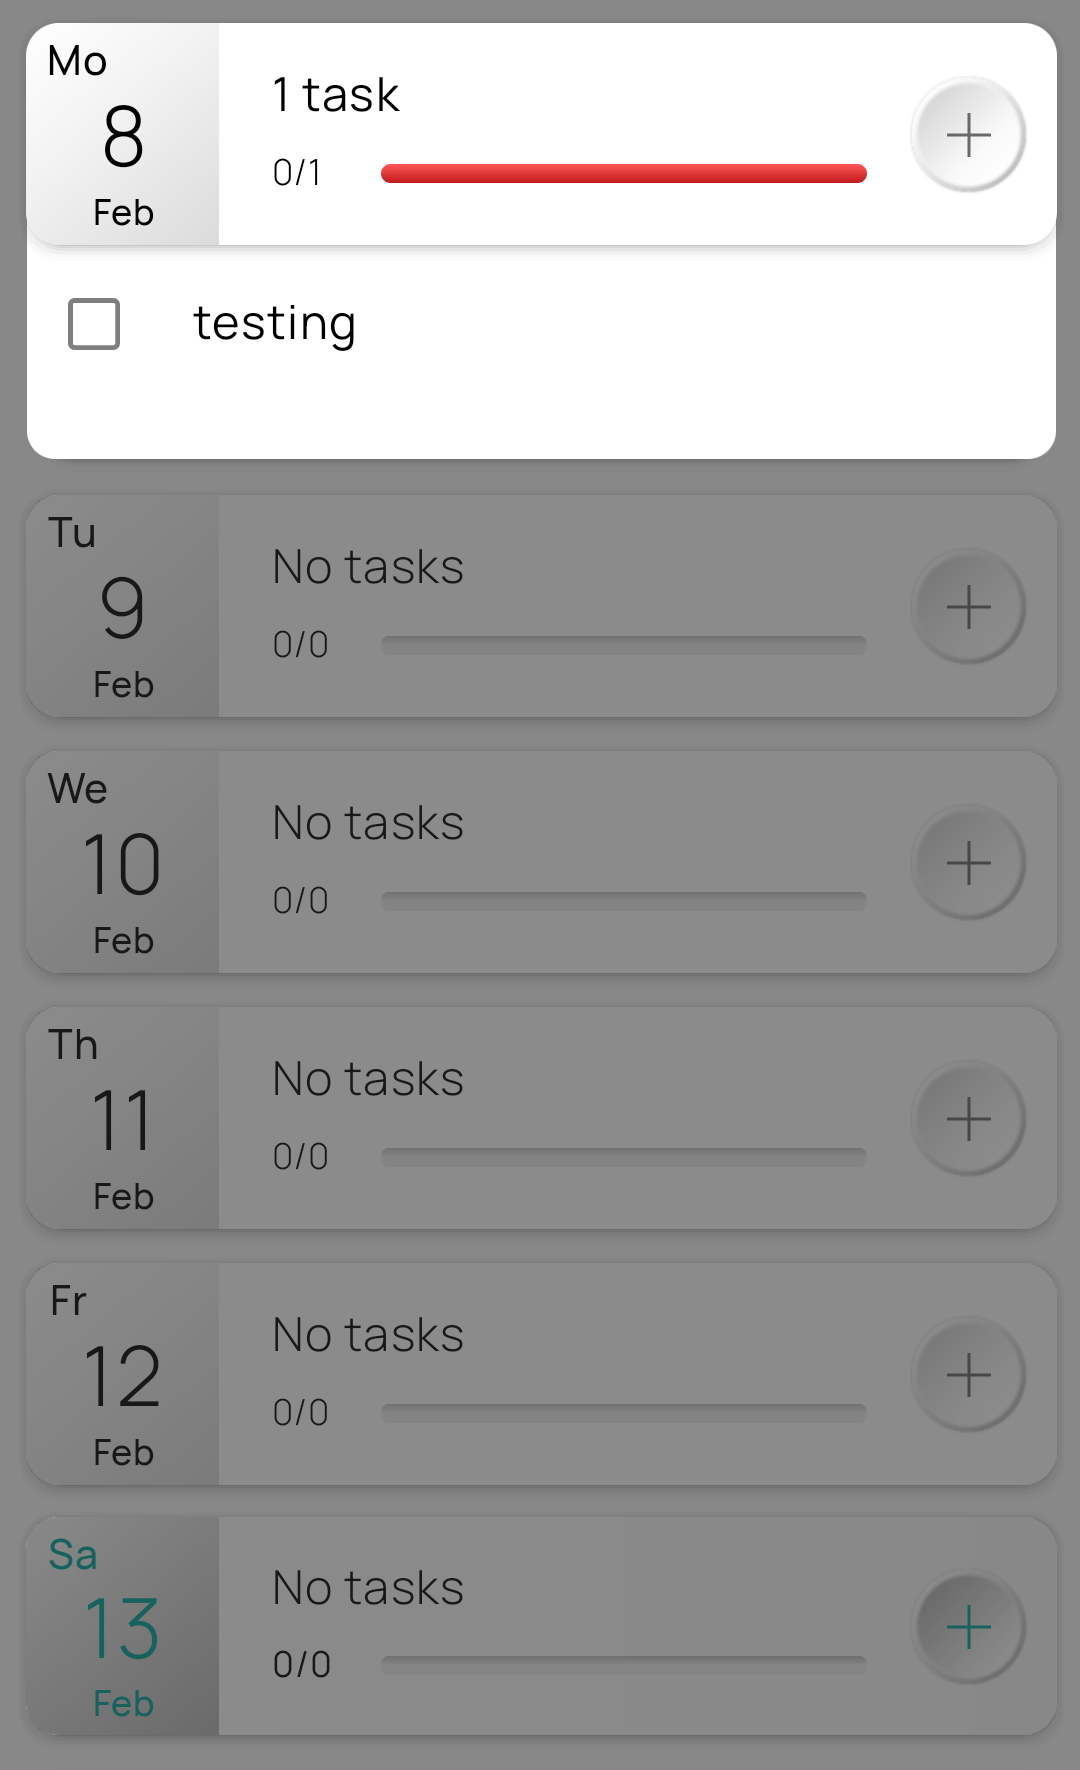 Mo
8
Feb
1 task
0/1
testing
Tu
9
Feb
No tasks
0/0
We
10
Feb
No tasks
0/0
Th
11
Feb
No tasks
0/0
Fr
12
Feb
No tasks
0/0
Sa
13
Feb
No tasks
0/0